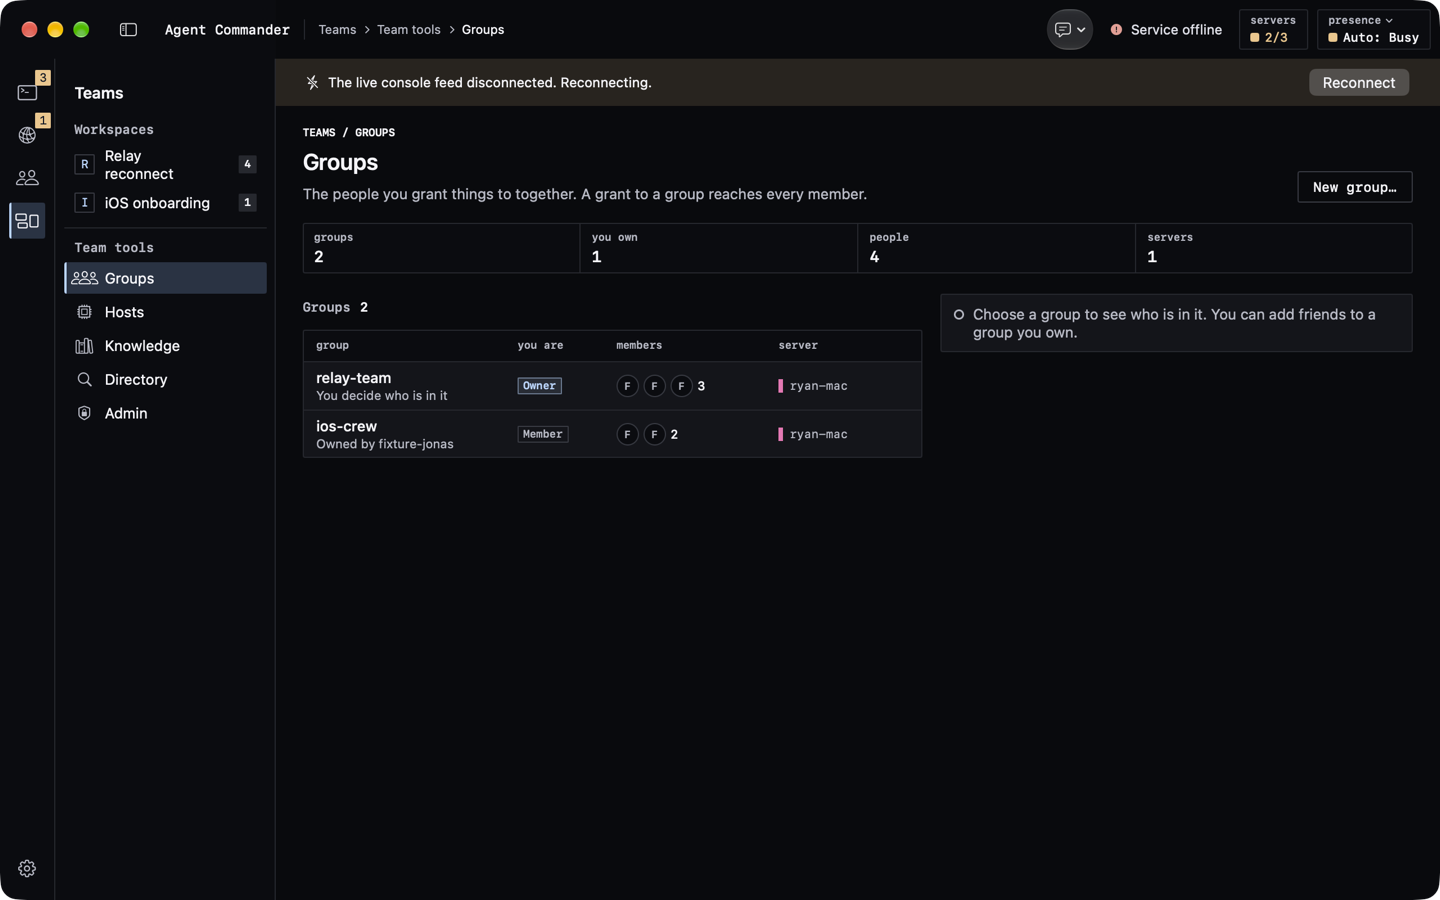 Agent Commander
Teams > Team tools > Groups
Service offline
servers
2/3
presence
Auto: Busy
3
1
Teams
Workspaces
R
Relay
reconnect
4
I
iOS onboarding
1
Team tools
Groups
Hosts
Knowledge
Directory
Admin
The live console feed disconnected. Reconnecting.
Reconnect
TEAMS / GROUPS
Groups
The people you grant things to together. A grant to a group reaches every member.
New group…
groups
2
you own
1
people
4
servers
1
Groups 2
group you are members server
relay-team
You decide who is in it
Owner
F F F 3
ryan-mac
ios-crew
Owned by fixture-jonas
Member
F F 2
ryan-mac
Choose a group to see who is in it. You can add friends to a
group you own.